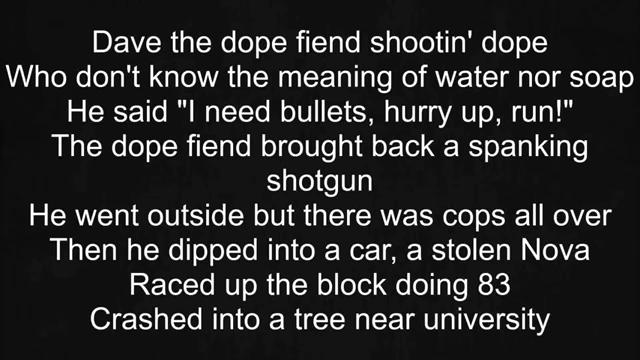 Dave the dope fiend shootin' dope
Who don't know the meaning of water nor soap
He said "I need bullets, hurry up, run!"
The dope fiend brought back a spanking
shotgun
He went outside but there was cops all over
Then he dipped into a car, a stolen Nova
Raced up the block doing 83
Crashed into a tree near university